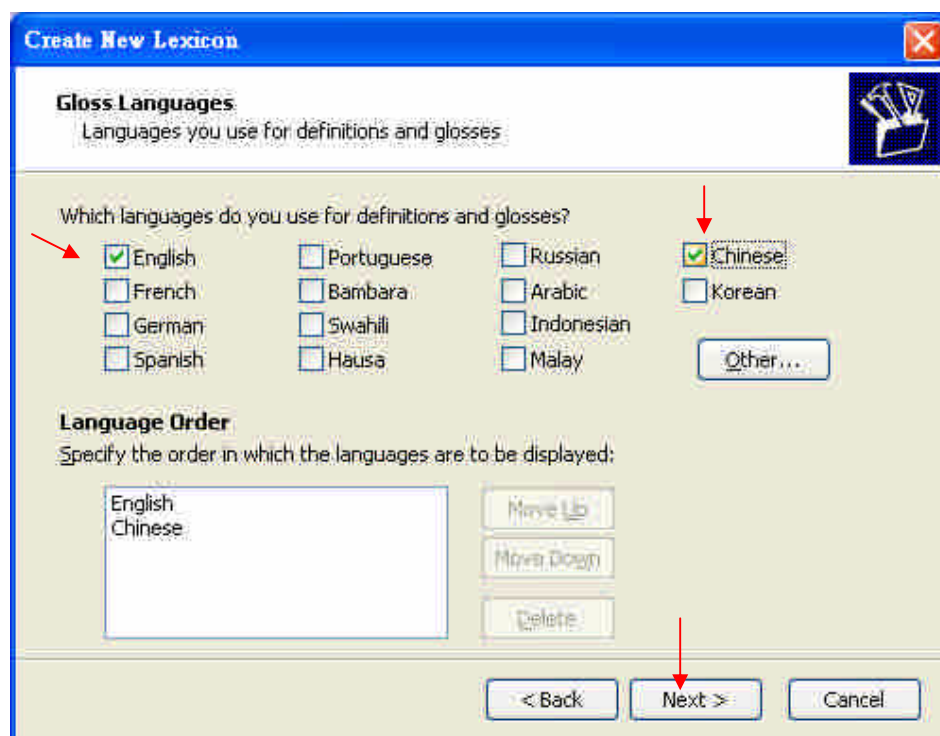 Create New Lexicon
Gloss Languages
Languages you use for definitions and glosses
Which languages do you use for definitions and glosses?
English Portuguese Russian Chinese
French Bambara Arabic Korean
German Swahili Indonesian
Spanish Hausa Malay Other...
Language Order
Specify the order in which the languages are to be displayed:
English
Chinese
Move Up
Move Down
Delete
< Back Next > Cancel